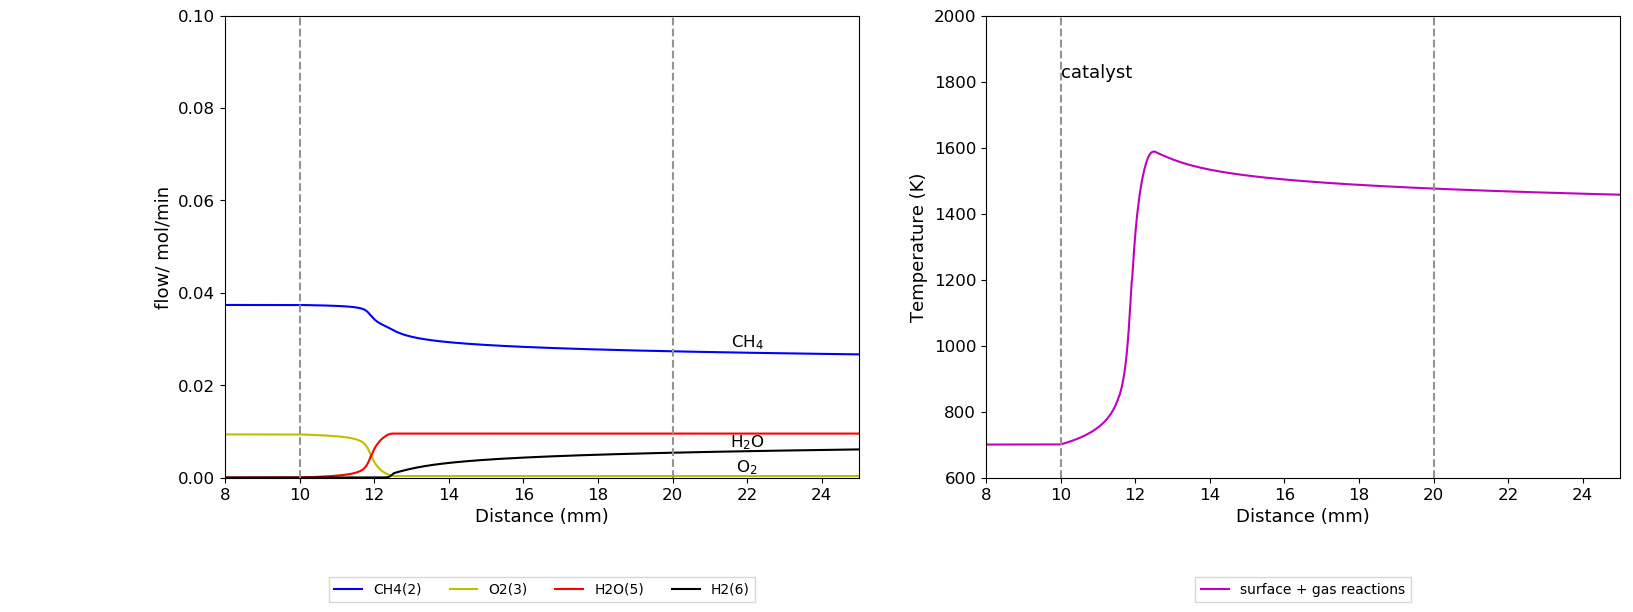 0.10
0.08
0.06
0.04
0.02
0.00
flow/ mol/min
8 10 12 14 16 18 20 22 24
Distance (mm)
CH₄
H₂O
O₂
CH4(2) O2(3) H2O(5) H2(6)
2000
1800
1600
1400
1200
1000
800
600
Temperature (K)
catalyst
8 10 12 14 16 18 20 22 24
Distance (mm)
surface + gas reactions